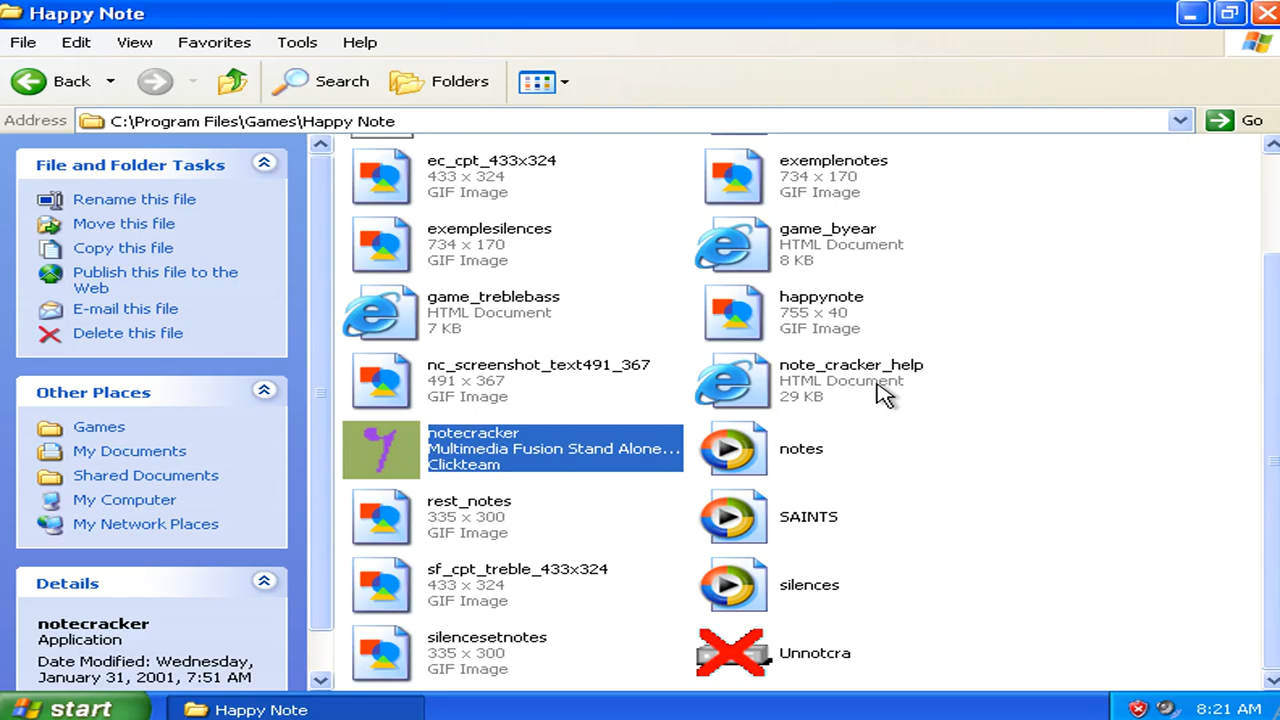 Happy Note
File Edit View Favorites Tools Help
Back Search Folders
Address C:\Program Files\Games\Happy Note Go
File and Folder Tasks
Rename this file
Move this file
Copy this file
Publish this file to the
Web
E-mail this file
Delete this file
Other Places
Games
My Documents
Shared Documents
My Computer
My Network Places
Details
notecracker
Application
Date Modified: Wednesday,
January 31, 2001, 7:51 AM
ec_cpt_433x324
433 x 324
GIF Image
exemplenotes
734 x 170
GIF Image
exemplesilences
734 x 170
GIF Image
game_byear
HTML Document
8 KB
game_treblebass
HTML Document
7 KB
happynote
755 x 40
GIF Image
nc_screenshot_text491_367
491 x 367
GIF Image
note_cracker_help
HTML Document
29 KB
notecracker
Multimedia Fusion Stand Alone...
Clickteam
notes
rest_notes
335 x 300
GIF Image
SAINTS
sf_cpt_treble_433x324
433 x 324
GIF Image
silences
silencesetnotes
335 x 300
GIF Image
Unnotcra
start Happy Note 8:21 AM